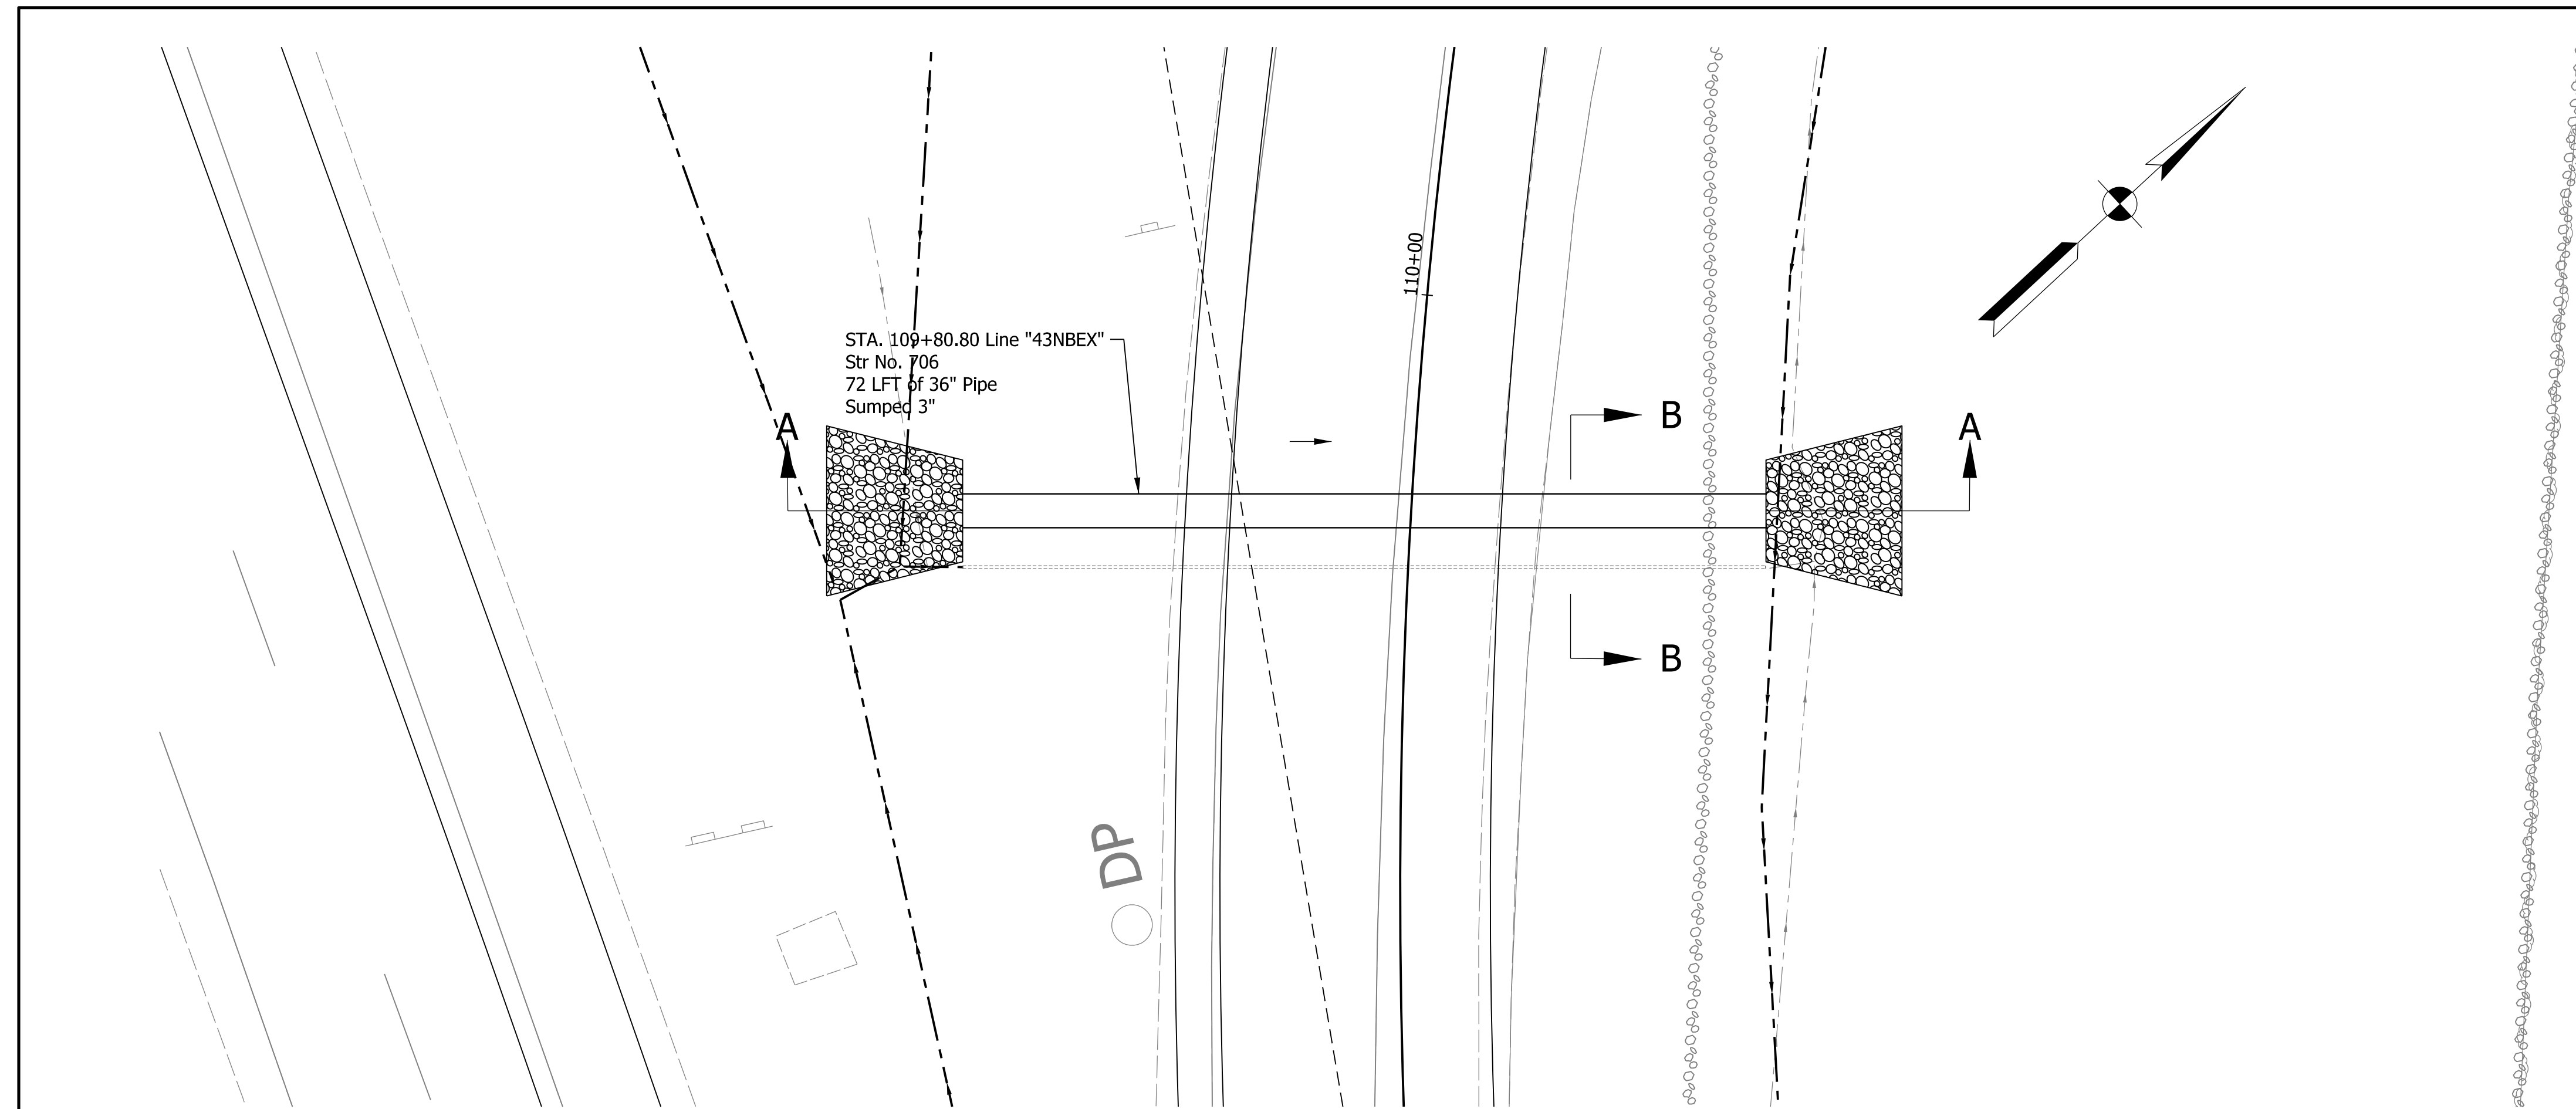 110+00
STA. 109+80.80 Line "43NBEX"
Str No. 706
72 LFT of 36" Pipe
Sumped 3"
A
B
A
B
DP